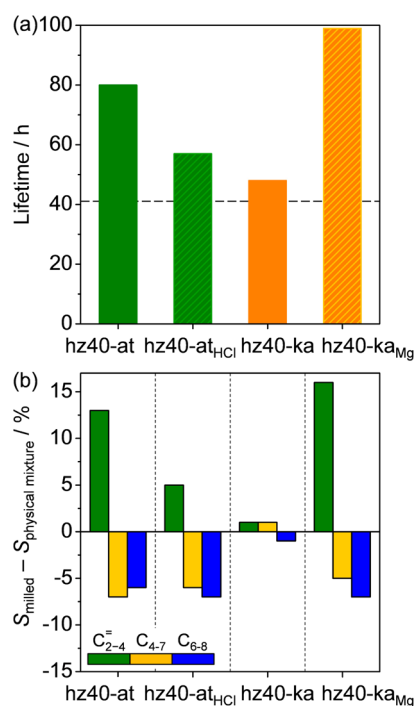 (a)
100
80
60
40
20
0
Lifetime / h
hz40-at hz40-atHCl hz40-ka hz40-kaMg
(b)
15
10
5
0
-5
-10
-15
Smilled – Sphysical mixture / %
C=2–4 C4-7 C6-8
hz40-at hz40-atHCl hz40-ka hz40-kaMg